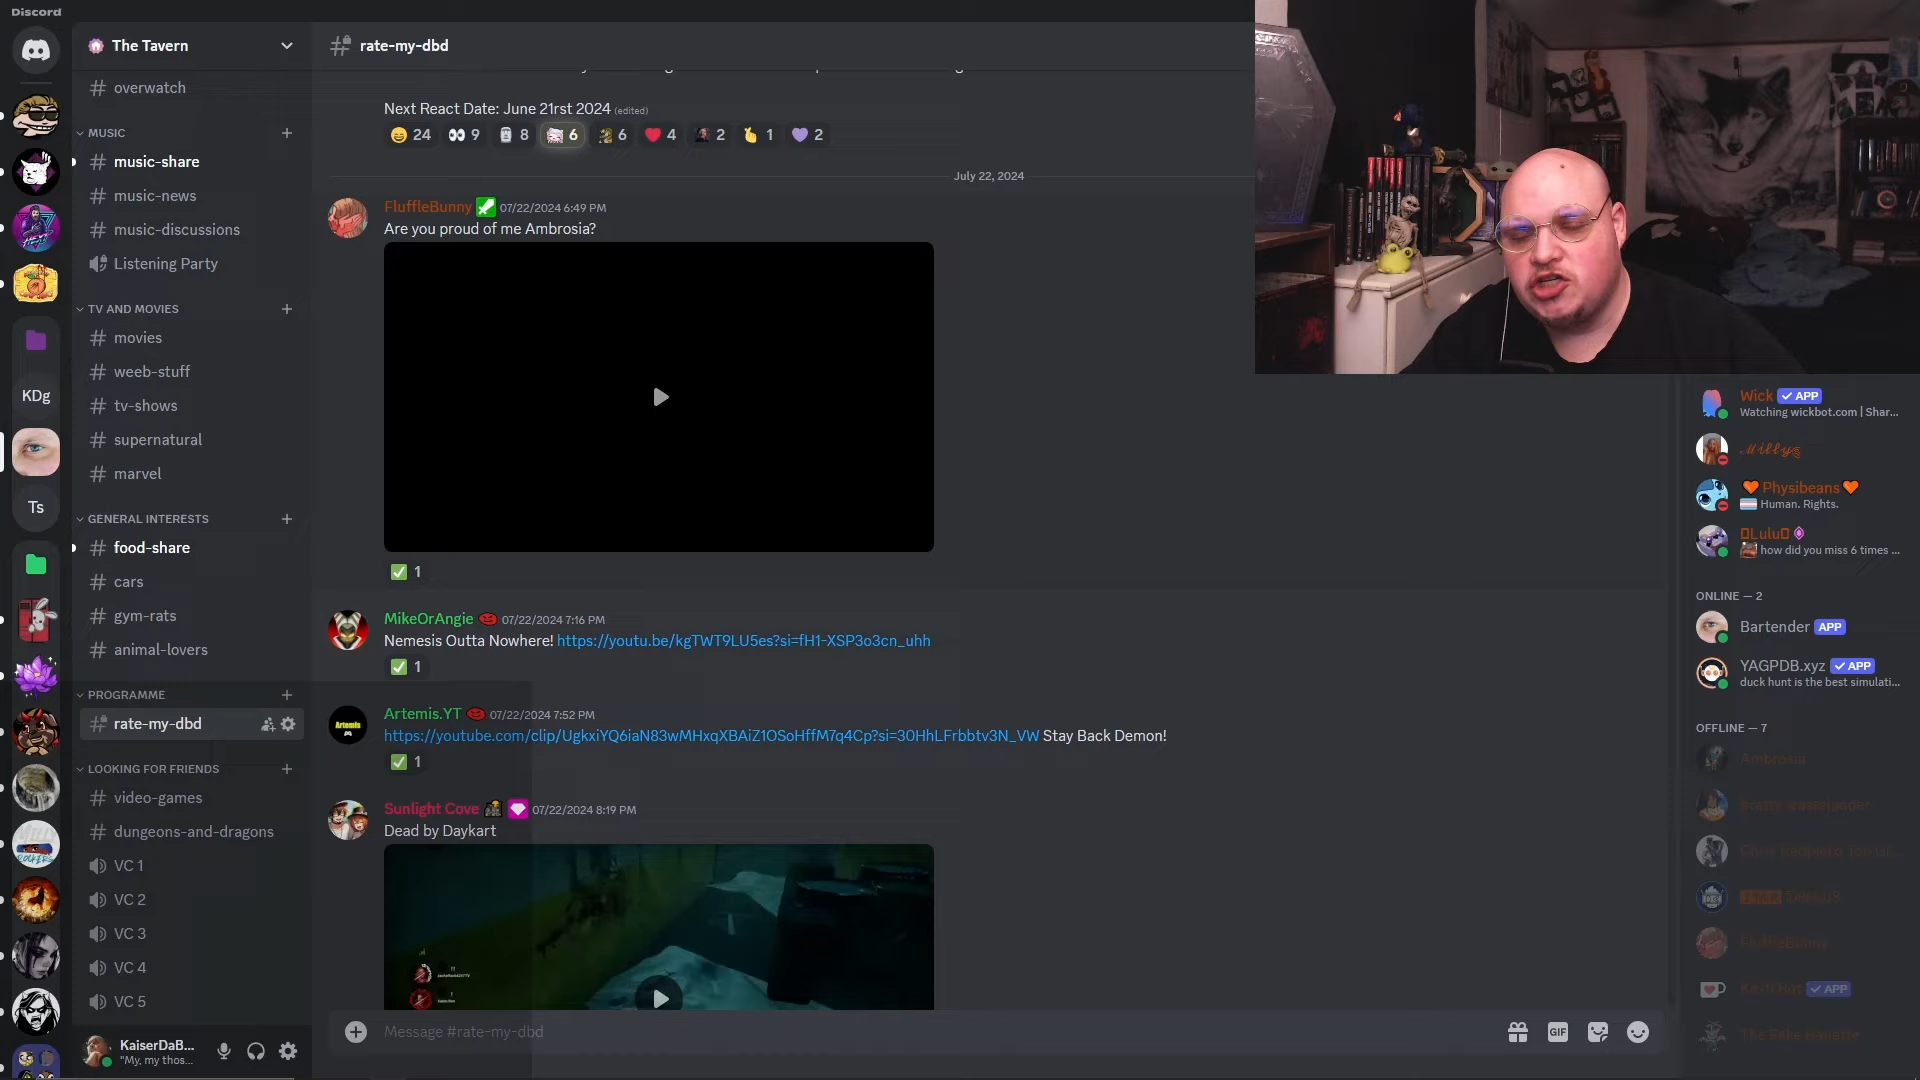 Discord
The Tavern
overwatch
MUSIC
music-share
music-news
music-discussions
Listening Party
TV AND MOVIES
movies
weeb-stuff
tv-shows
supernatural
marvel
GENERAL INTERESTS
food-share
cars
gym-rats
animal-lovers
PROGRAMME
rate-my-dbd
LOOKING FOR FRIENDS
video-games
dungeons-and-dragons
VC 1
VC 2
VC 3
VC 4
VC 5
KaiserDaB...
"My, my thos...
KDg
Ts
rate-my-dbd
Next React Date: June 21rst 2024 (edited)
24 9 8 6 6 4 2 1 2
July 22, 2024
FluffleBunny 07/22/2024 6:49 PM
Are you proud of me Ambrosia?
1
MikeOrAngie 07/22/2024 7:16 PM
Nemesis Outta Nowhere! https://youtu.be/kgTWT9LU5es?si=fH1-XSP3o3cn_uhh
1
Artemis
Artemis.YT 07/22/2024 7:52 PM
https://youtube.com/clip/UgkxiYQ6iaN83wMHxqXBAiZ1OSoHffM7q4Cp?si=30HhLFrbbtv3N_VW Stay Back Demon!
1
Sunlight Cove 07/22/2024 8:19 PM
Dead by Daykart
Message #rate-my-dbd
GIF
Wick APP
Watching wickbot.com | Shar...
Millys
Physibeans
Human. Rights.
Lulu
how did you miss 6 times ...
ONLINE — 2
Bartender APP
YAGPDB.xyz APP
duck hunt is the best simulati...
OFFLINE — 7
Ambrosia
FluffleBunny
Ko-fi Bot APP